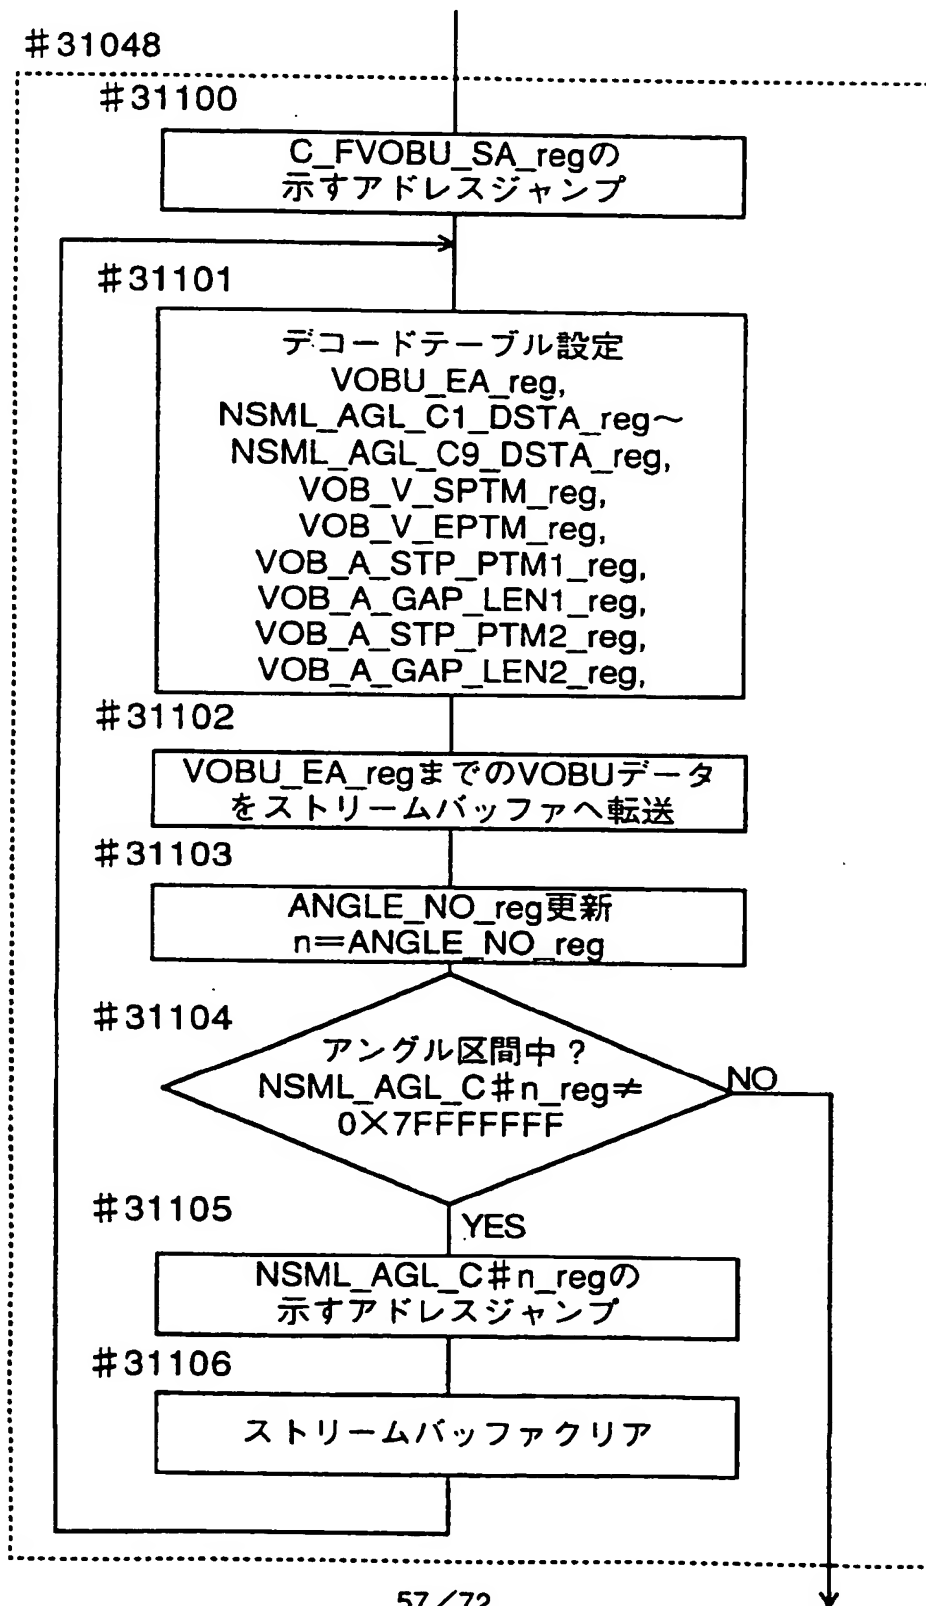 #31048
#31100
C_FVOBU_SA_regの
示すアドレスジャンプ
#31101
デコードテーブル設定
VOBU_EA_reg,
NSML_AGL_C1_DSTA_reg~
NSML_AGL_C9_DSTA_reg,
VOB_V_SPTM_reg,
VOB_V_EPTM_reg,
VOB_A_STP_PTM1_reg,
VOB_A_GAP_LEN1_reg,
VOB_A_STP_PTM2_reg,
VOB_A_GAP_LEN2_reg,
#31102
VOBU_EA_regまでのVOBUデータ
をストリームバッファへ転送
#31103
ANGLE_NO_reg更新
n=ANGLE_NO_reg
#31104
アングル区間中?
NSML_AGL_C#n_reg≠
0×7FFFFFFF
NO
#31105
YES
NSML_AGL_C#n_regの
示すアドレスジャンプ
#31106
ストリームバッファクリア
57/72